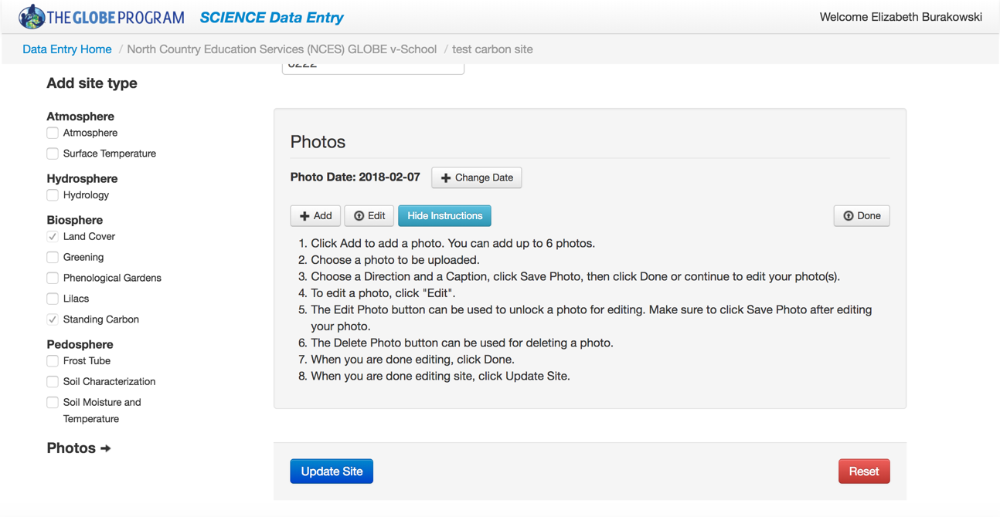 THE GLOBE PROGRAM SCIENCE Data Entry Welcome Elizabeth Burakowski
Data Entry Home / North Country Education Services (NCES) GLOBE v-School / test carbon site
Add site type
Atmosphere
Atmosphere
Surface Temperature
Hydrosphere
Hydrology
Biosphere
Land Cover
Greening
Phenological Gardens
Lilacs
Standing Carbon
Pedosphere
Frost Tube
Soil Characterization
Soil Moisture and
Temperature
Photos
Photos
Photo Date: 2018-02-07 Change Date
Add Edit Hide Instructions Done
1. Click Add to add a photo. You can add up to 6 photos.
2. Choose a photo to be uploaded.
3. Choose a Direction and a Caption, click Save Photo, then click Done or continue to edit your photo(s).
4. To edit a photo, click "Edit".
5. The Edit Photo button can be used to unlock a photo for editing. Make sure to click Save Photo after editing
your photo.
6. The Delete Photo button can be used for deleting a photo.
7. When you are done editing, click Done.
8. When you are done editing site, click Update Site.
Update Site Reset